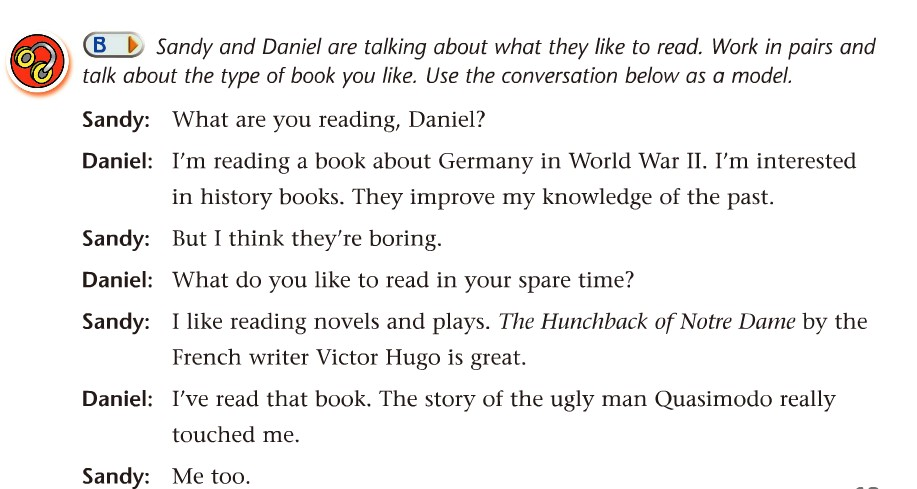 B Sandy and Daniel are talking about what they like to read. Work in pairs and
talk about the type of book you like. Use the conversation below as a model.
Sandy: What are you reading, Daniel?
Daniel: I'm reading a book about Germany in World War II. I'm interested
in history books. They improve my knowledge of the past.
Sandy: But I think they're boring.
Daniel: What do you like to read in your spare time?
Sandy: I like reading novels and plays. The Hunchback of Notre Dame by the
French writer Victor Hugo is great.
Daniel: I've read that book. The story of the ugly man Quasimodo really
touched me.
Sandy: Me too.